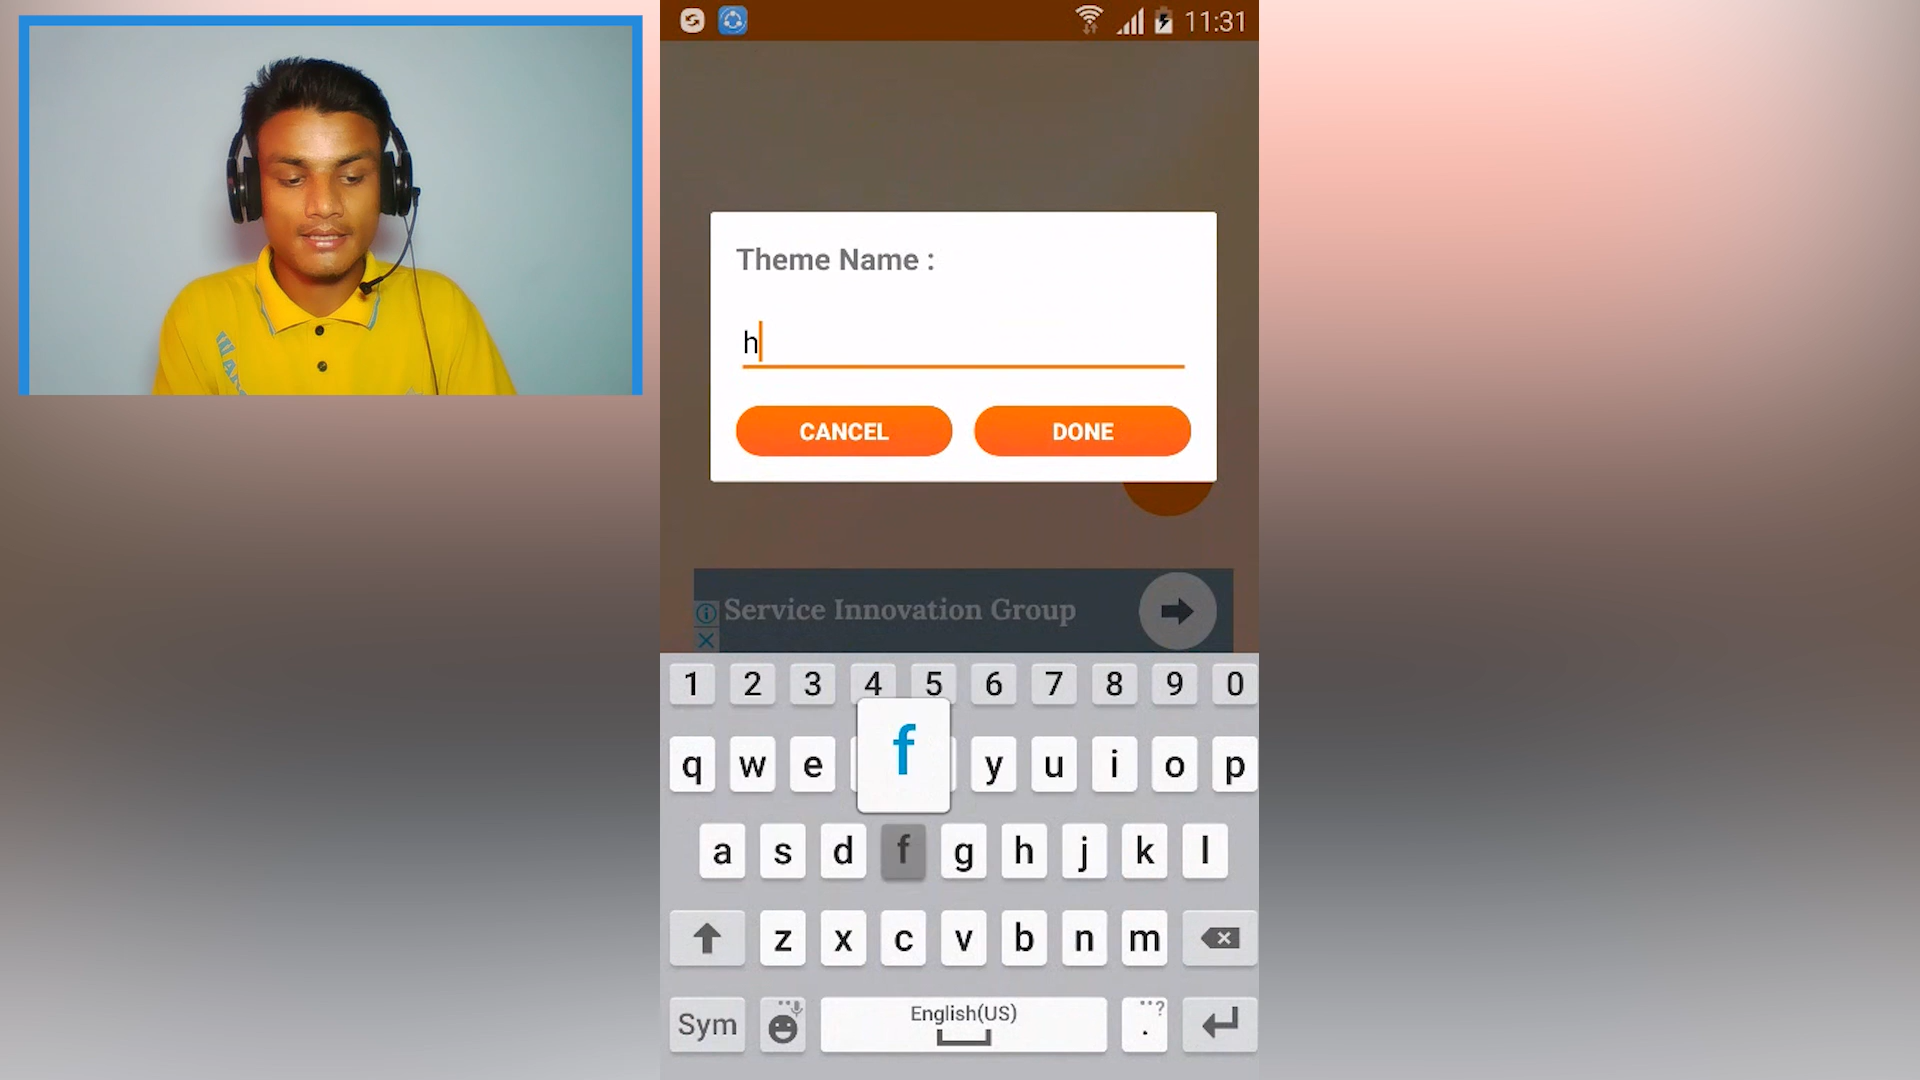 11:31
Theme Name :
h
CANCEL DONE
Service Innovation Group
1 2 3 4 5 6 7 8 9 0
q w e f y u i o p
a s d f g h j k l
z x c v b n m
Sym English(US) . ?